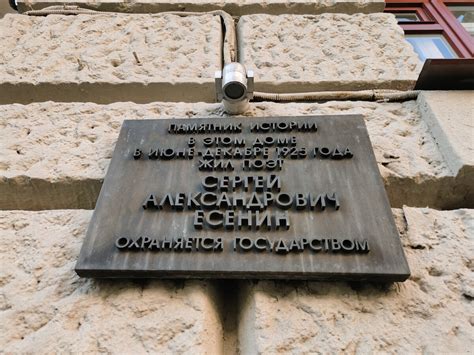 ПАМЯТНИК ИСТОРИИ
В ЭТОМ ДОМЕ
В ИЮНЕ-ДЕКАБРЕ 1925 ГОДА
ЖИЛ ПОЭТ
СЕРГЕЙ
АЛЕКСАНДРОВИЧ
ЕСЕНИН
ОХРАНЯЕТСЯ ГОСУДАРСТВОМ